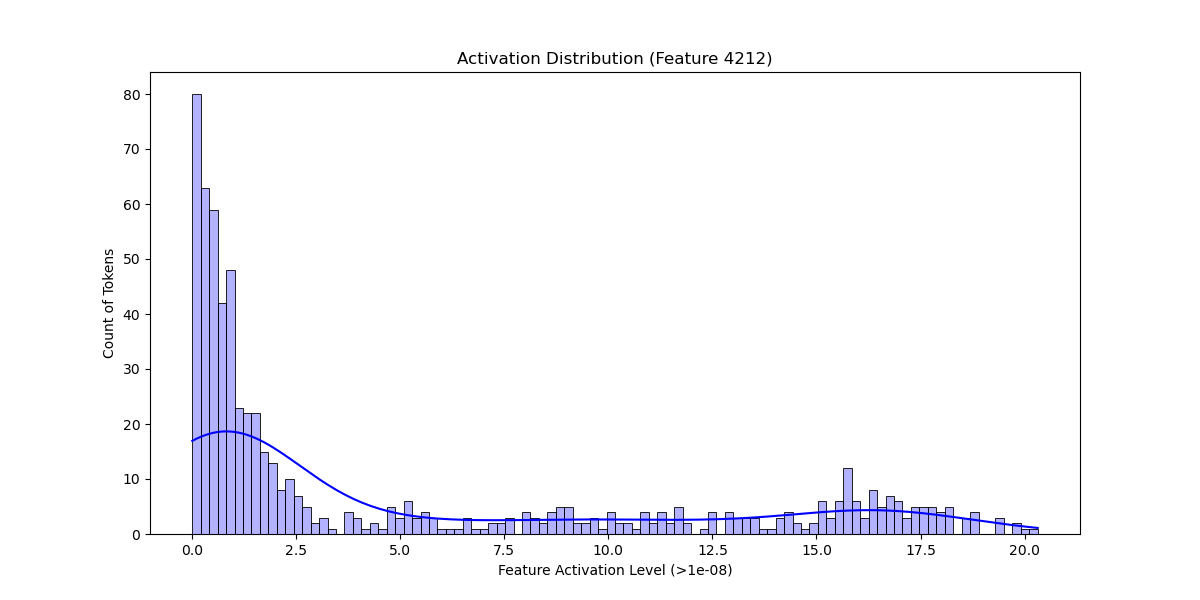 Activation Distribution (Feature 4212)
Count of Tokens
80
70
60
50
40
30
20
10
0
0.0 2.5 5.0 7.5 10.0 12.5 15.0 17.5 20.0
Feature Activation Level (>1e-08)